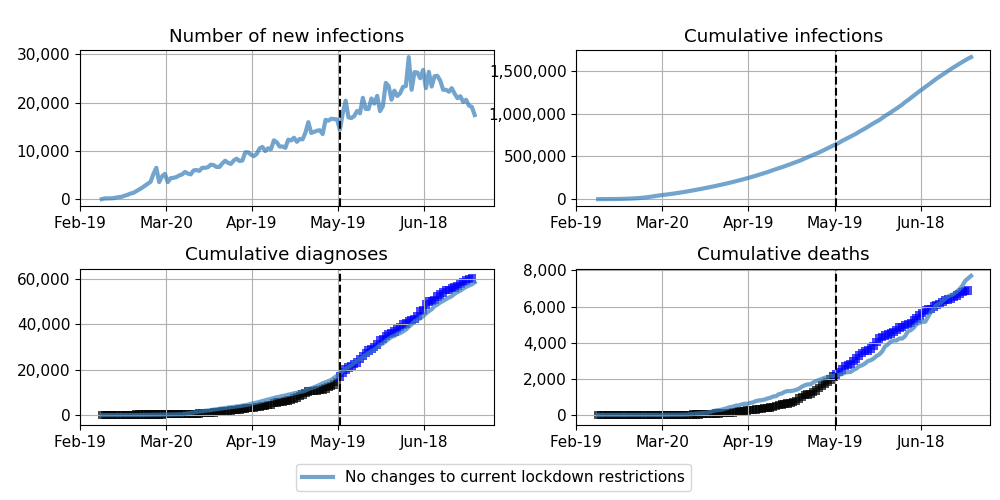 Number of new infections
30,000
20,000
10,000
0
Feb-19 Mar-20 Apr-19 May-19 Jun-18
Cumulative infections
1,500,000
1,000,000
500,000
0
Feb-19 Mar-20 Apr-19 May-19 Jun-18
Cumulative diagnoses
60,000
40,000
20,000
0
Feb-19 Mar-20 Apr-19 May-19 Jun-18
Cumulative deaths
8,000
6,000
4,000
2,000
0
Feb-19 Mar-20 Apr-19 May-19 Jun-18
No changes to current lockdown restrictions